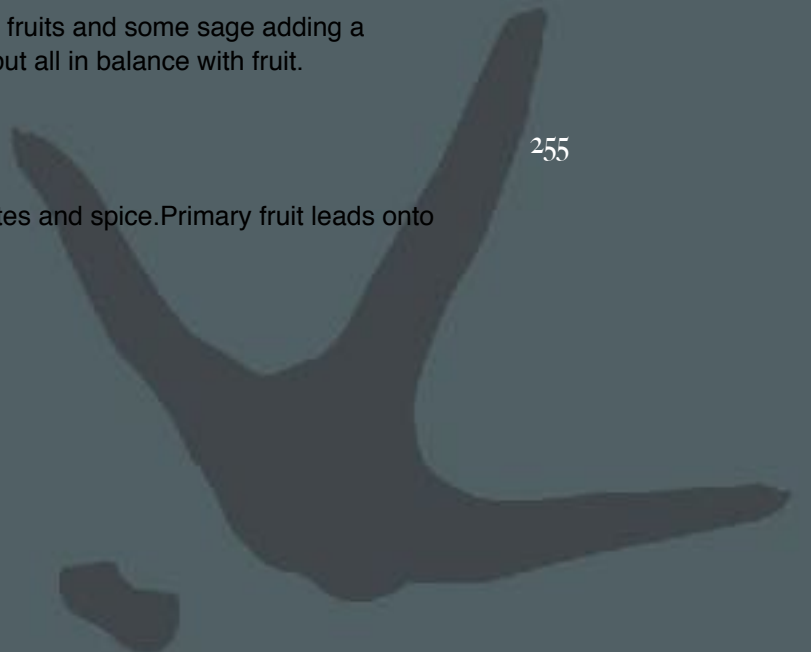 fruits and some sage adding a
out all in balance with fruit.
255
tes and spice.Primary fruit leads onto